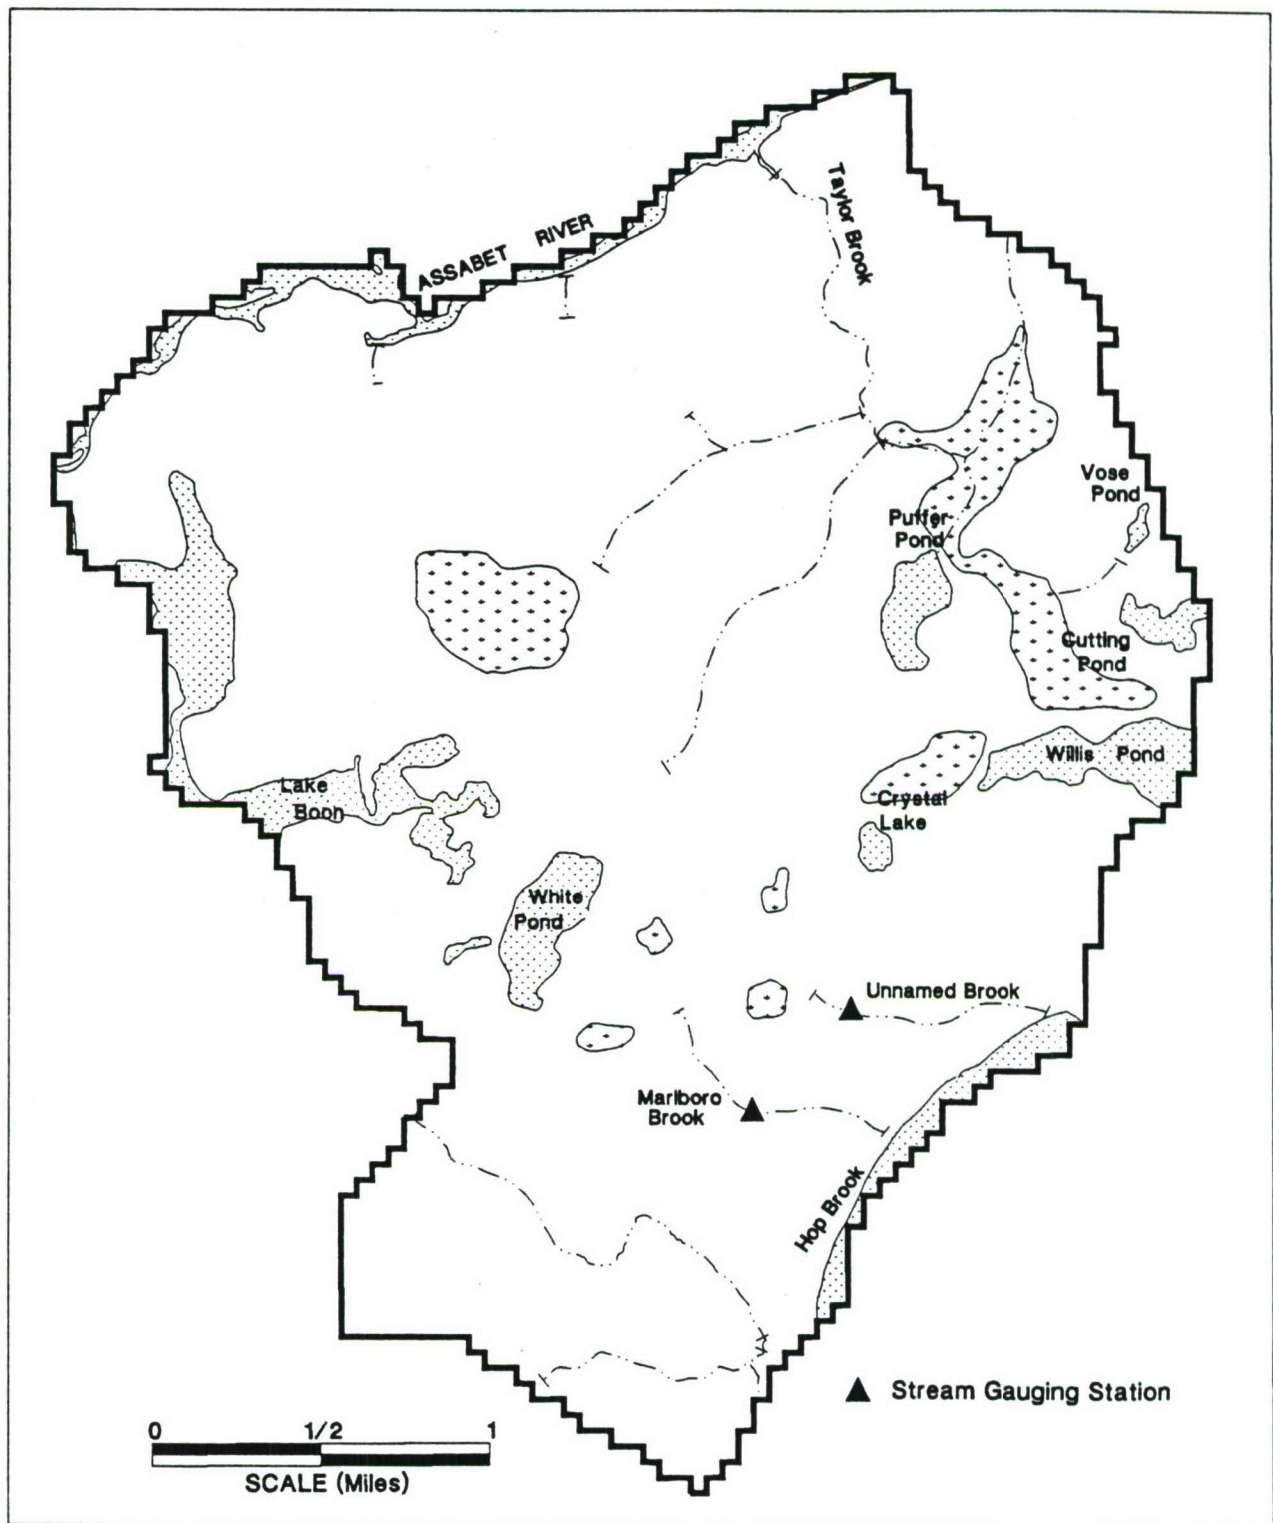 Taylor Brook
ASSABET RIVER
Vose
Pond
Puffer
Pond
Cutting
Pond
Willis Pond
Lake
Boon
Crystal
Lake
White
Pond
Unnamed Brook
Marlboro
Brook
Hop Brook
Stream Gauging Station
0 1/2 1
SCALE (Miles)